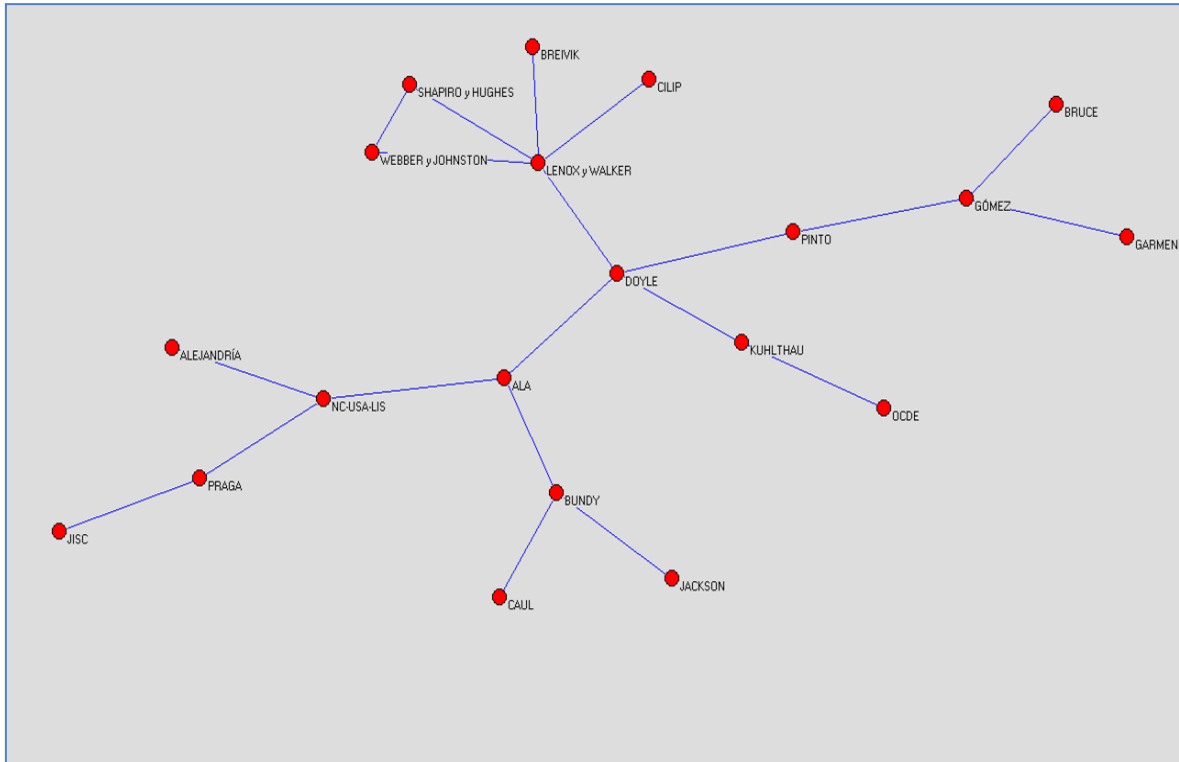 BREIVIK
SHAPIRO y HUGHES
CILIP
BRUCE
WEBBER y JOHNSTON
LENOX y WALKER
GÓMEZ
PINTO
GARMEN
DOYLE
KUHLTHAU
ALEJANDRÍA
ALA
NC-USA-LIS
OCDE
PRAGA
BUNDY
JISC
JACKSON
CAUL